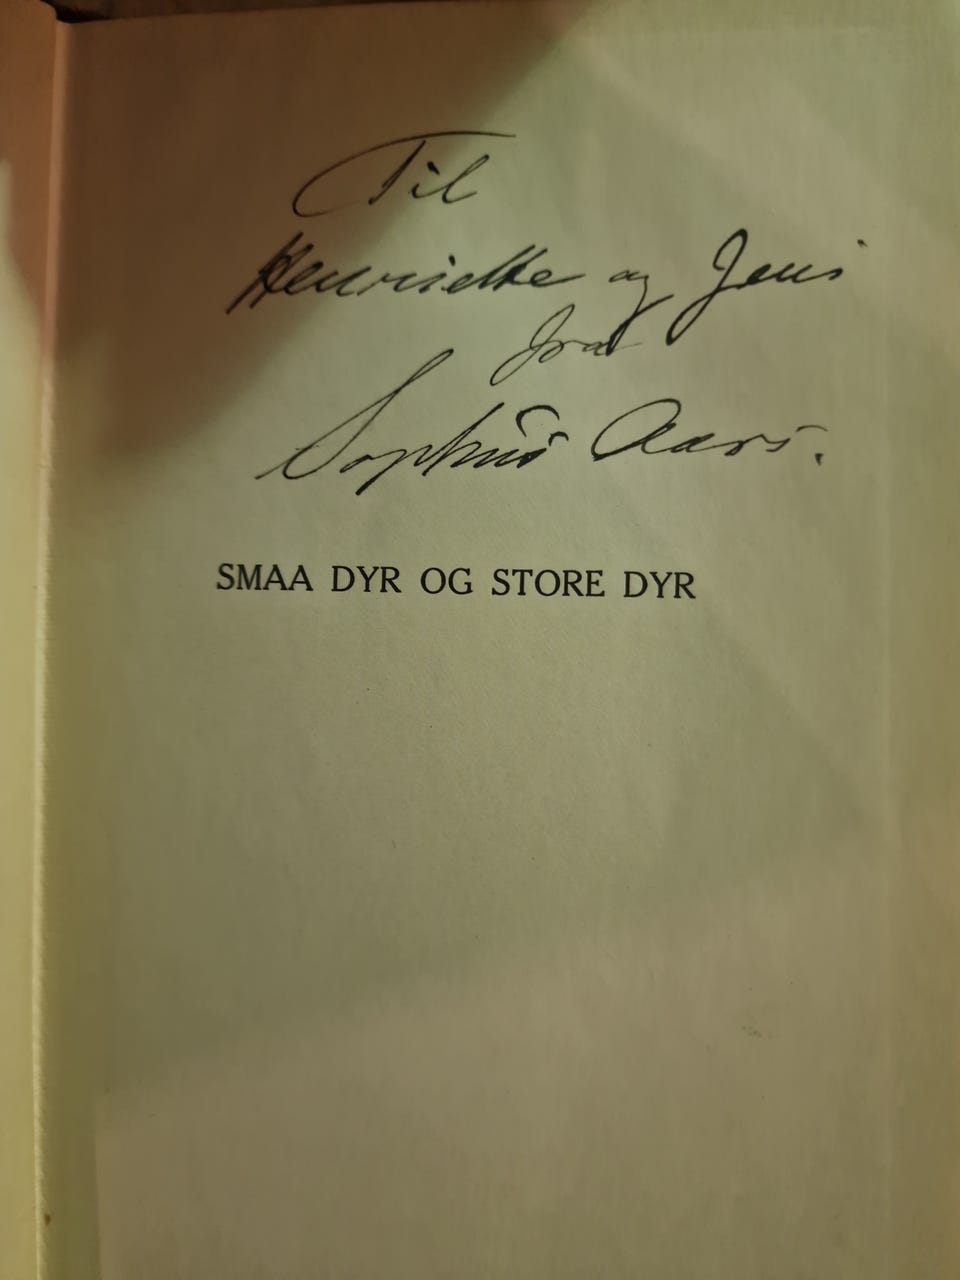 Til
Henriette og Jens
fra
Sophus Aars.
SMAA DYR OG STORE DYR